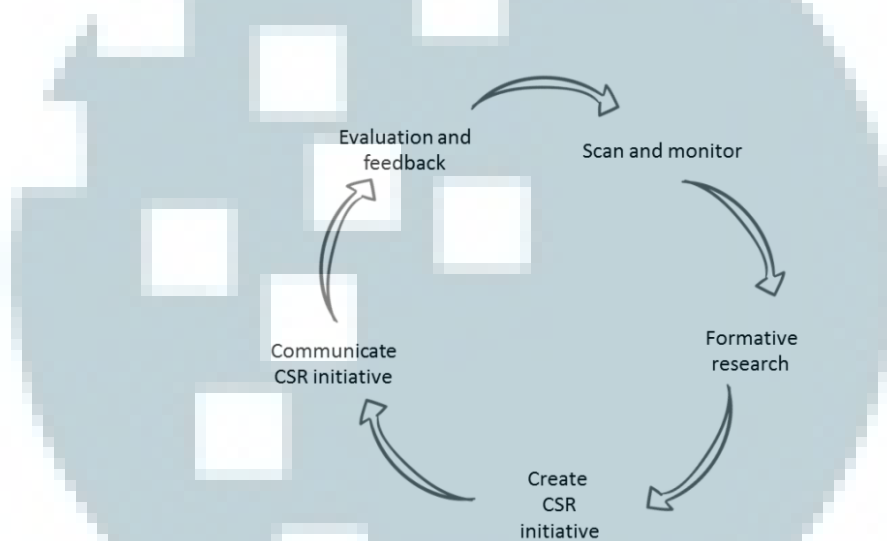 Evaluation and
feedback
Scan and monitor
Formative
research
Create
CSR
initiative
Communicate
CSR initiative